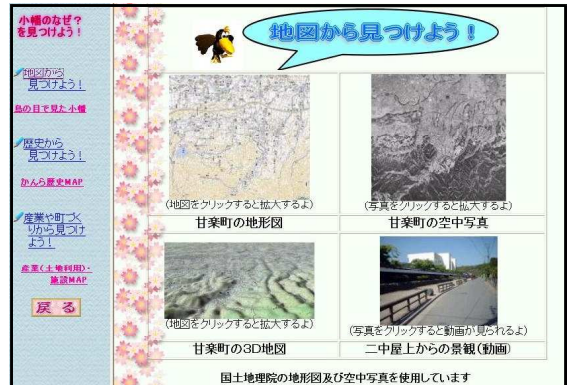 小幡のなぜ?
を見つけよう!
地図から
見つけよう!
鳥の目で見た小幡
歴史から
見つけよう!
かんら歴史MAP
産業や町づく
りから見つけ
よう!
産業(土地利用)・
施設MAP
戻る
地図から見つけよう!
(地図をクリックすると拡大するよ)
(写真をクリックすると拡大するよ)
甘楽町の地形図
甘楽町の空中写真
(地図をクリックすると拡大するよ)
(写真をクリックすると動画が見られるよ)
甘楽町の3D地図
二中屋上からの景観(動画)
国土地理院の地形図及び空中写真を使用しています